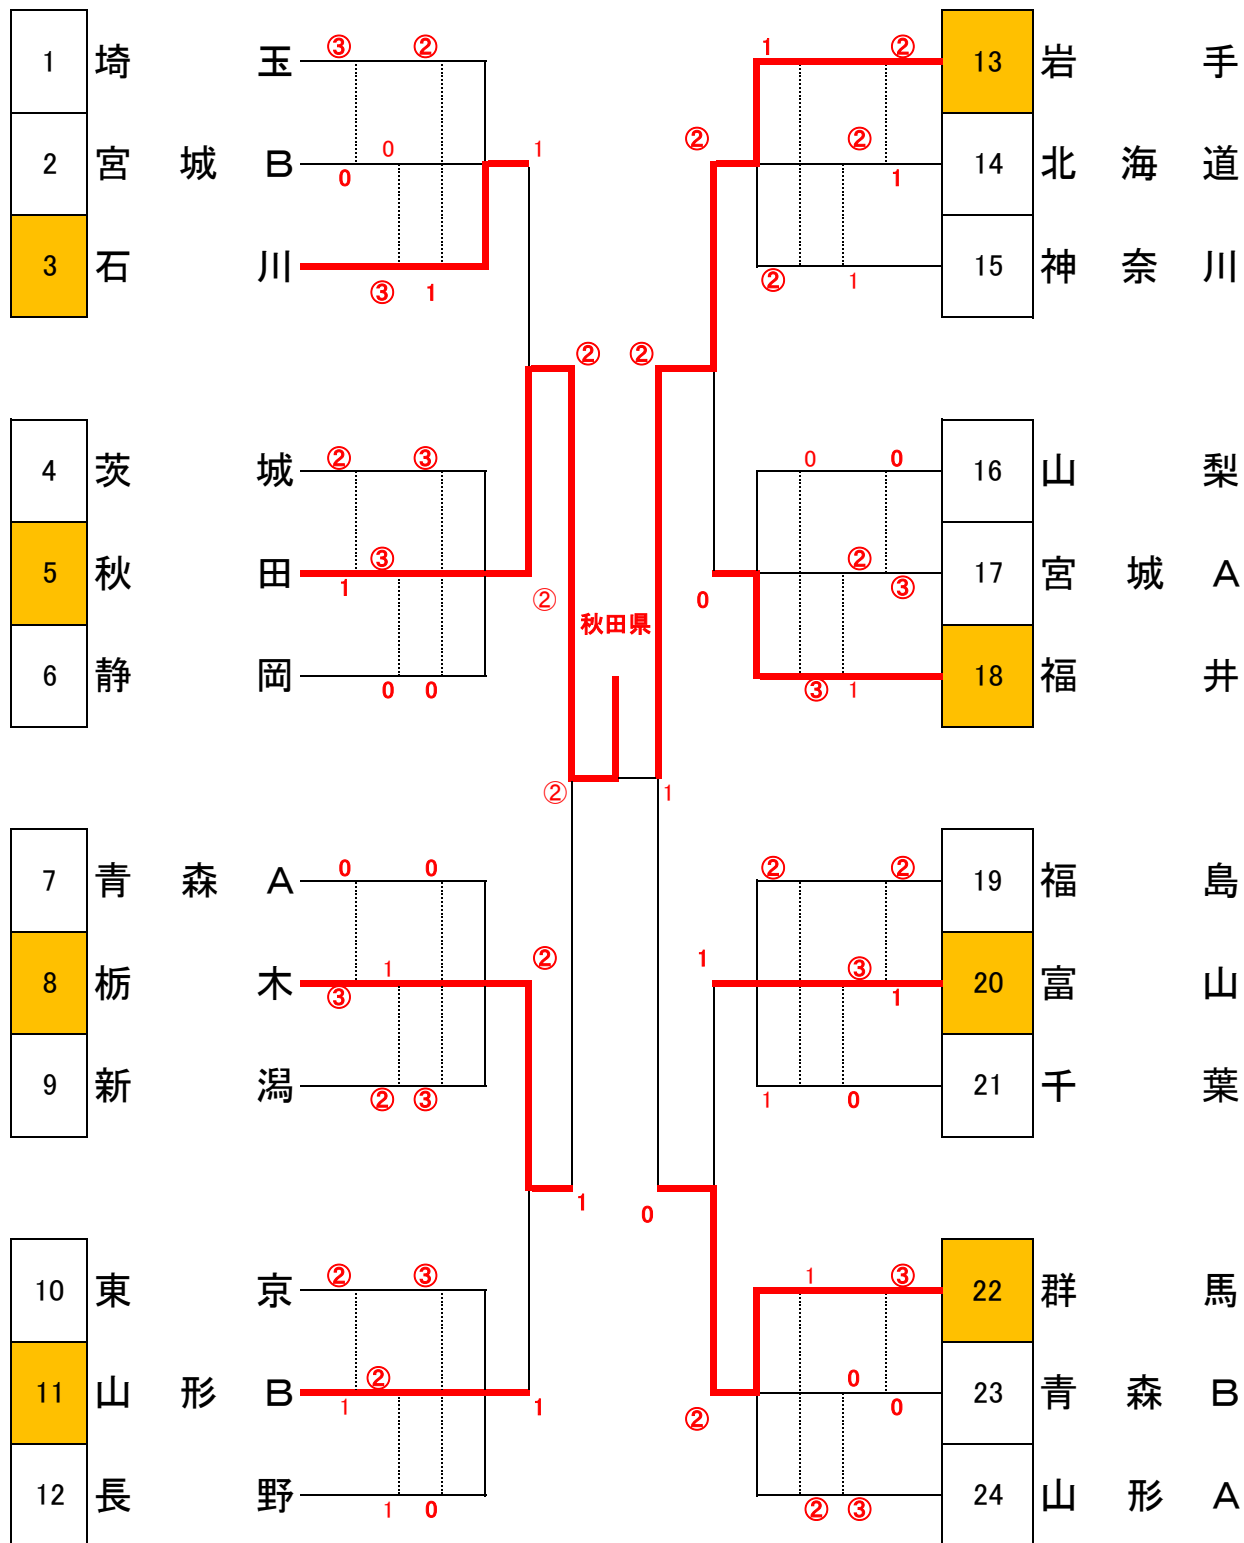 ③ ② 1 ②
1 埼玉 13 岩手
0 1 ② ②
2 宮城B 14 北海道
0 1
3 石川 15 神奈川
③ 1 ② 1
② ②
② ③ 0 0
4 茨城 16 山梨
③ ②
5 秋田 17 宮城A
1 ② 0 ③
秋田県
6 静岡 18 福井
0 0 ③ 1
② 1
0 0 ② ②
7 青森A 19 福島
1 ② 1 ③
8 栃木 20 富山
③ 1
9 新潟 21 千葉
② ③ 1 0
1 0
② ③ 1 ③
10 東京 22 群馬
② 0
11 山形B 23 青森B
1 1 ② 0
12 長野 24 山形A
1 0 ② ③